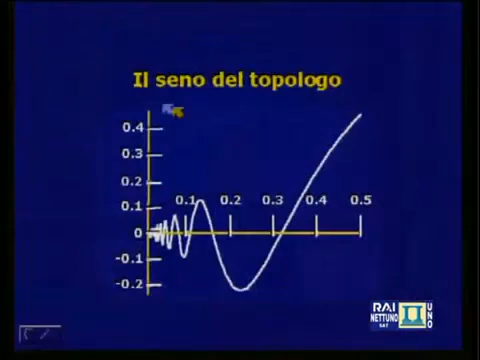 Il seno del topologo
0.4
0.3
0.2
0.1
0
-0.1
-0.2
0.1 0.2 0.3 0.4 0.5
RAI
NETTUNO
SAT
UNO